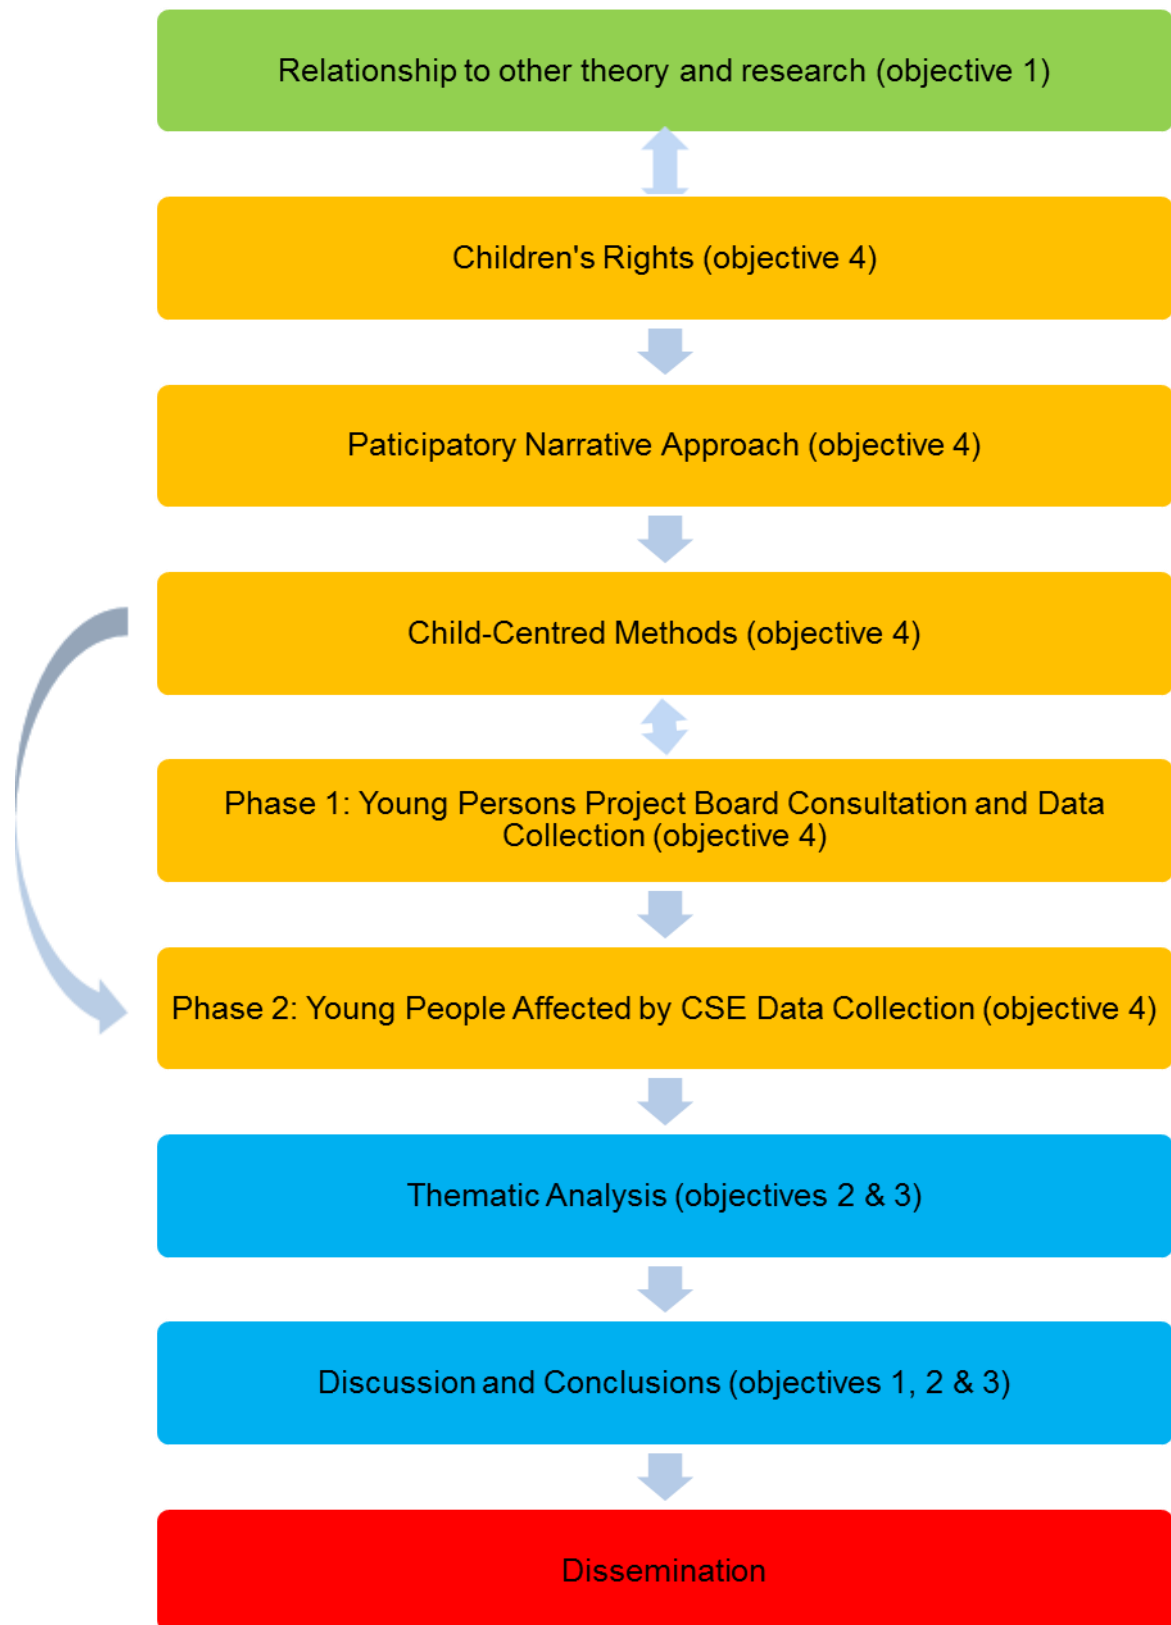 Relationship to other theory and research (objective 1)
Children's Rights (objective 4)
Paticipatory Narrative Approach (objective 4)
Child-Centred Methods (objective 4)
Phase 1: Young Persons Project Board Consultation and Data
Collection (objective 4)
Phase 2: Young People Affected by CSE Data Collection (objective 4)
Thematic Analysis (objectives 2 & 3)
Discussion and Conclusions (objectives 1, 2 & 3)
Dissemination